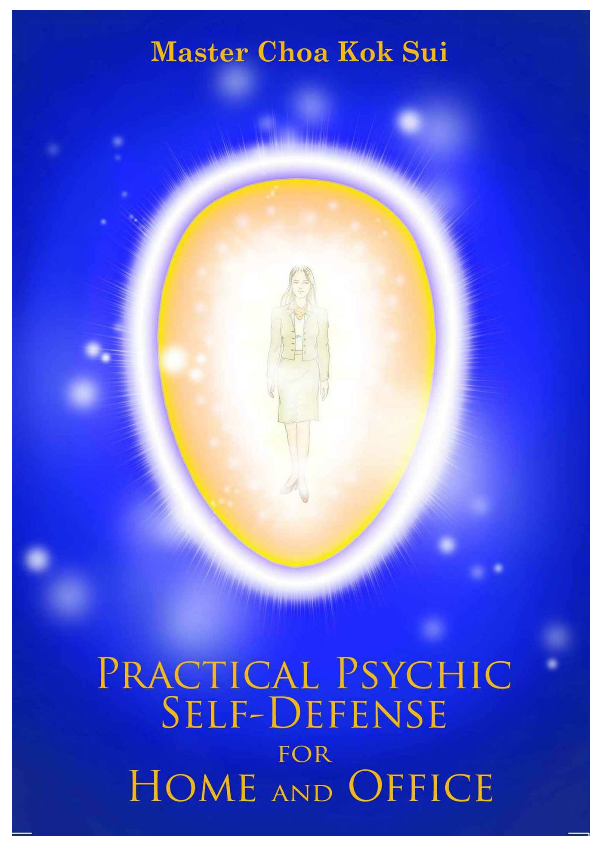 Master Choa Kok Sui
Practical Psychic
Self-Defense
for
Home and Office